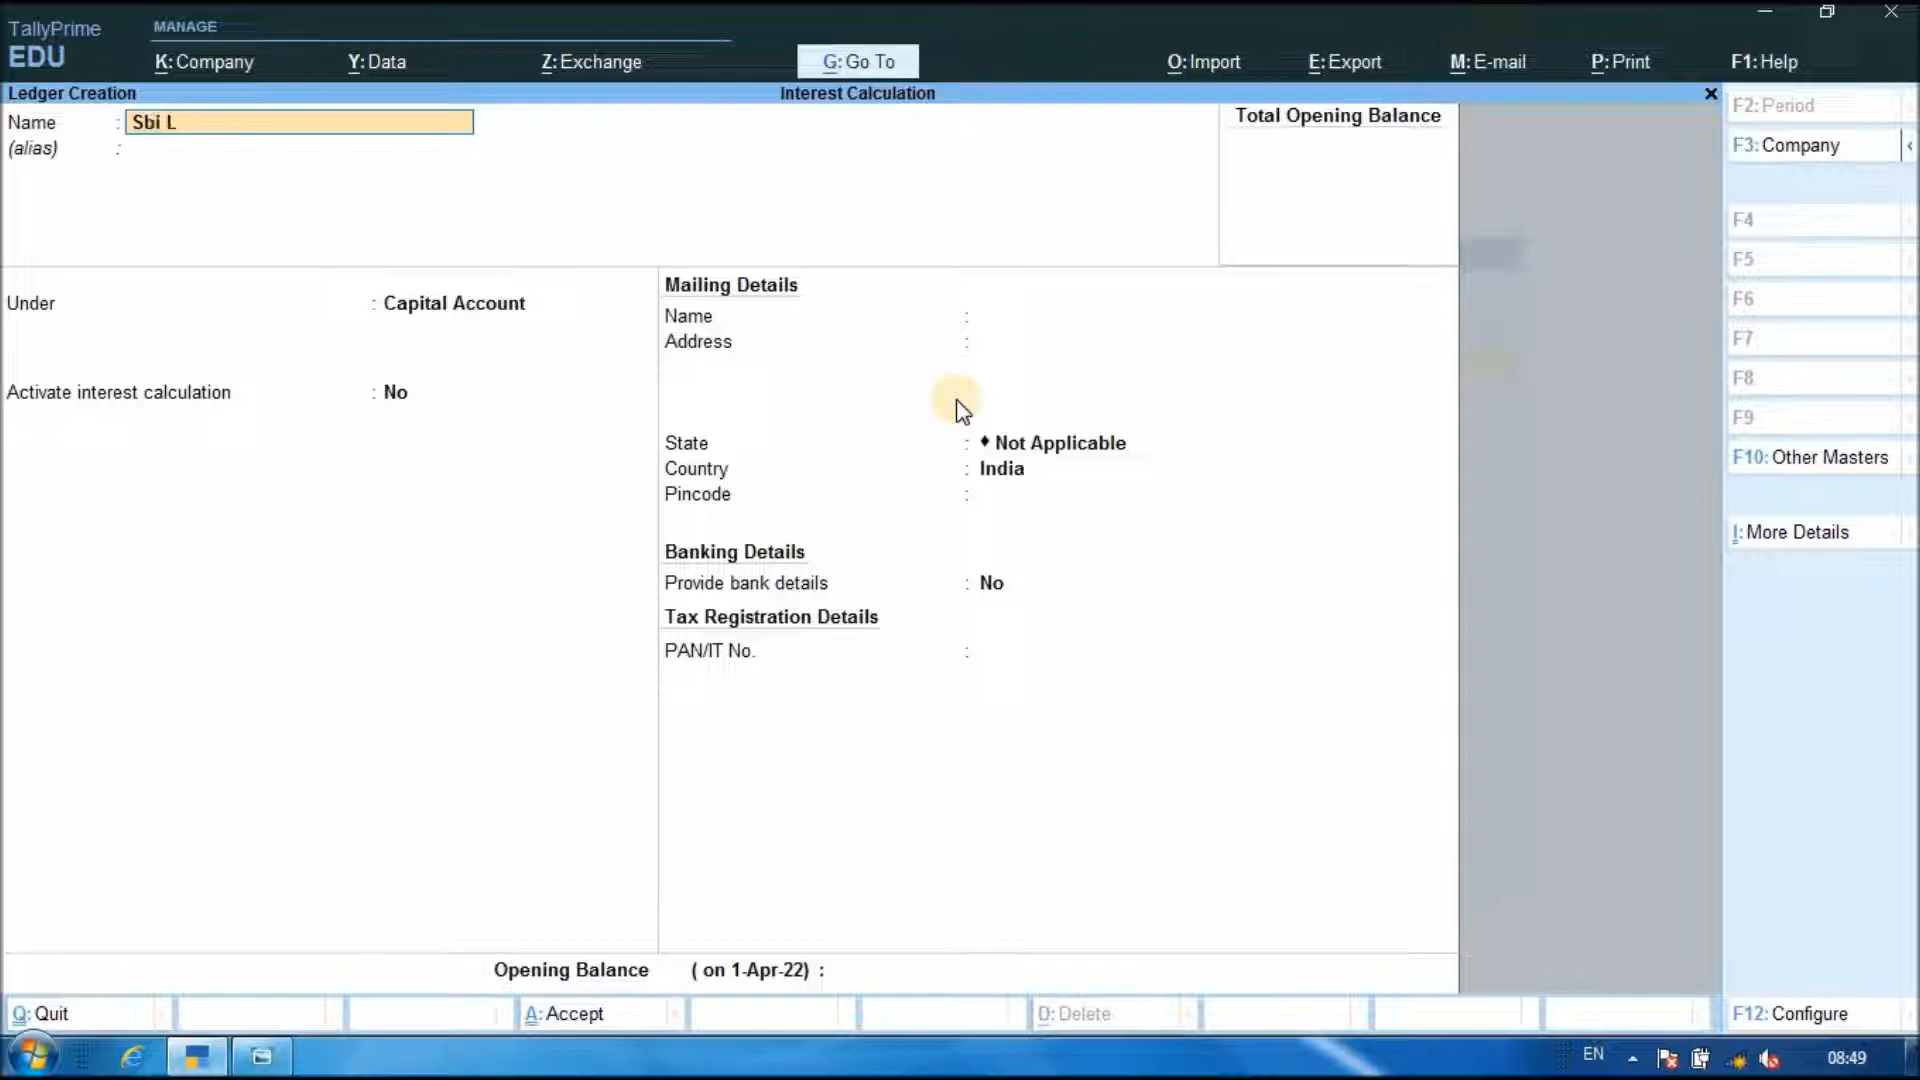 TallyPrime
EDU
MANAGE
K: Company
Y: Data
Z: Exchange
G: Go To
O: Import
E: Export
M: E-mail
P: Print
F1: Help
Ledger Creation
Interest Calculation
Name : Sbi L
(alias) :
Total Opening Balance
Under : Capital Account
Activate interest calculation : No
Mailing Details
Name :
Address :
State : ♦ Not Applicable
Country : India
Pincode :
Banking Details
Provide bank details : No
Tax Registration Details
PAN/IT No. :
Opening Balance ( on 1-Apr-22) :
F2: Period
F3: Company
F4
F5
F6
F7
F8
F9
F10: Other Masters
I: More Details
Q: Quit
A: Accept
D: Delete
F12: Configure
EN
08:49